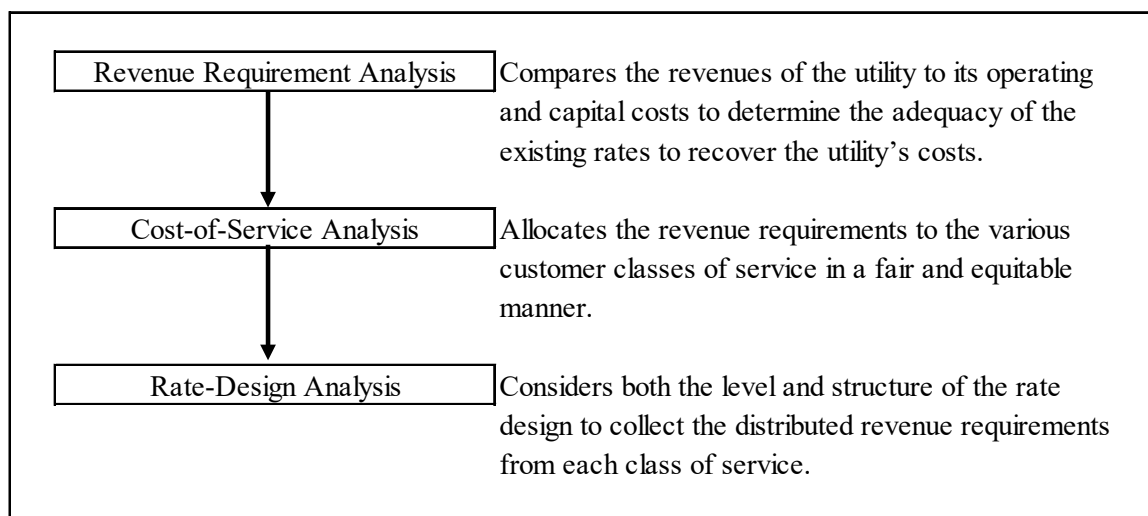 Revenue Requirement Analysis
Compares the revenues of the utility to its operating
and capital costs to determine the adequacy of the
existing rates to recover the utility’s costs.
Cost-of-Service Analysis
Allocates the revenue requirements to the various
customer classes of service in a fair and equitable
manner.
Rate-Design Analysis
Considers both the level and structure of the rate
design to collect the distributed revenue requirements
from each class of service.